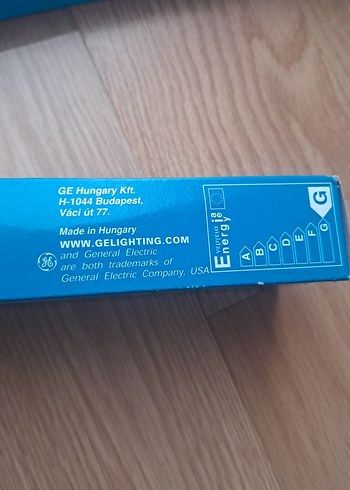 GE Hungary Kft.
H-1044 Budapest,
Váci út 77.
Made in Hungary
WWW.GELIGHTING.COM
and General Electric
are both trademarks of
General Electric Company, USA
Energy
A
B
C
D
E
F
G
G